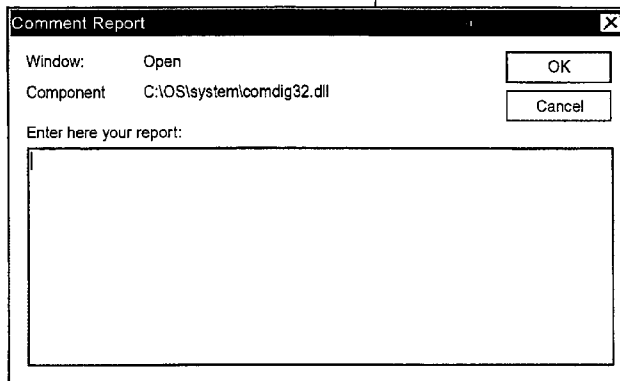 Comment Report
Window: Open
OK
Component C:\OS\system\comdig32.dll
Cancel
Enter here your report: